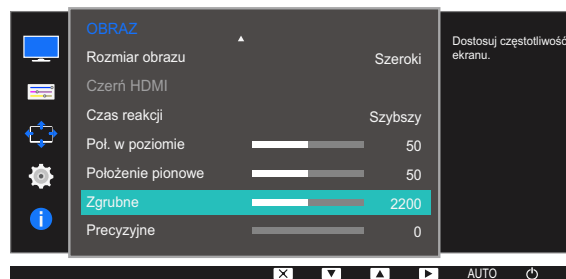 OBRAZ
Rozmiar obrazu Szeroki
Czerń HDMI
Czas reakcji Szybszy
Poł. w poziomie 50
Położenie pionowe 50
Zgrubne 2200
Precyzyjne 0
Dostosuj częstotliwość
ekranu.
AUTO